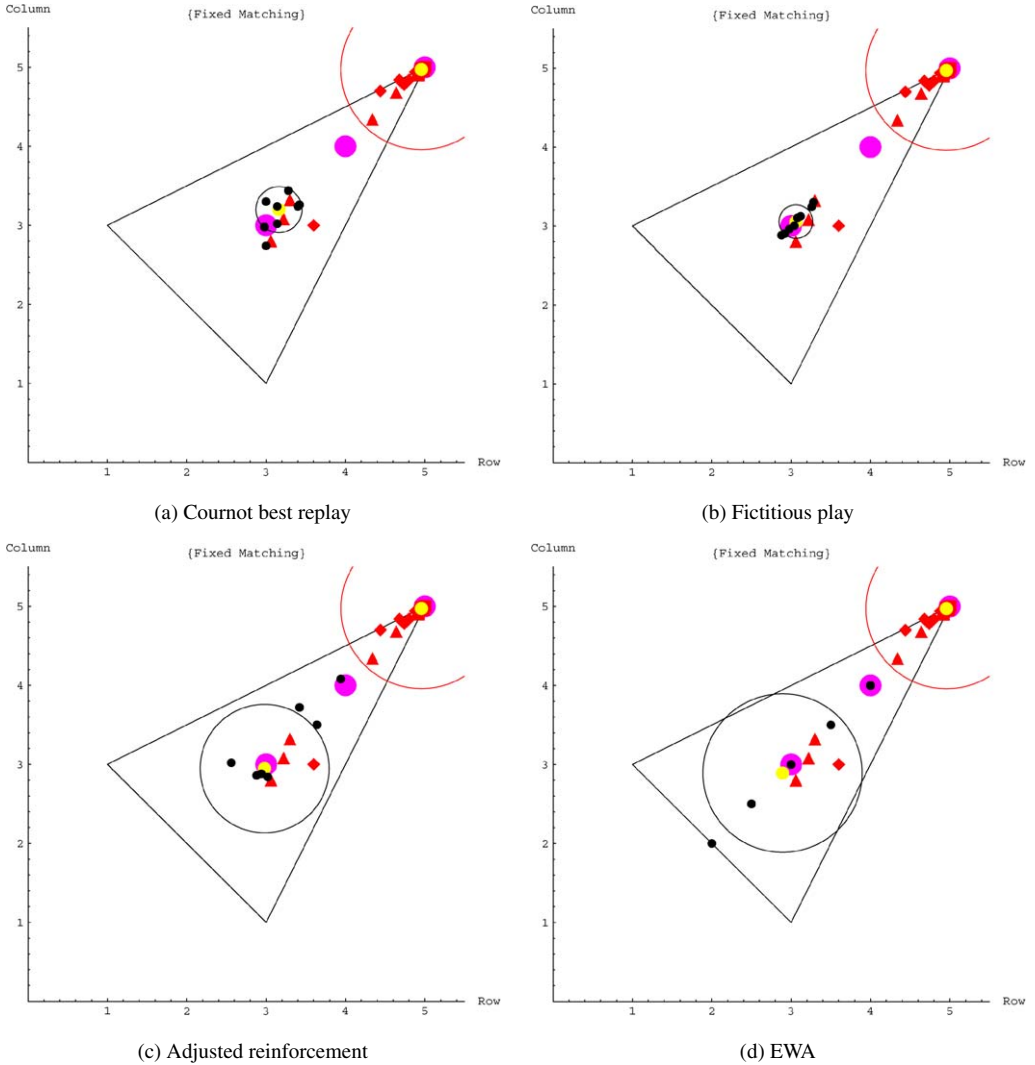 Column
{Fixed Matching}
5
4
3
2
1
1 2 3 4 5 Row
(a) Cournot best replay
Column
{Fixed Matching}
5
4
3
2
1
1 2 3 4 5 Row
(b) Fictitious play
Column
{Fixed Matching}
5
4
3
2
1
1 2 3 4 5 Row
(c) Adjusted reinforcement
Column
{Fixed Matching}
5
4
3
2
1
1 2 3 4 5 Row
(d) EWA